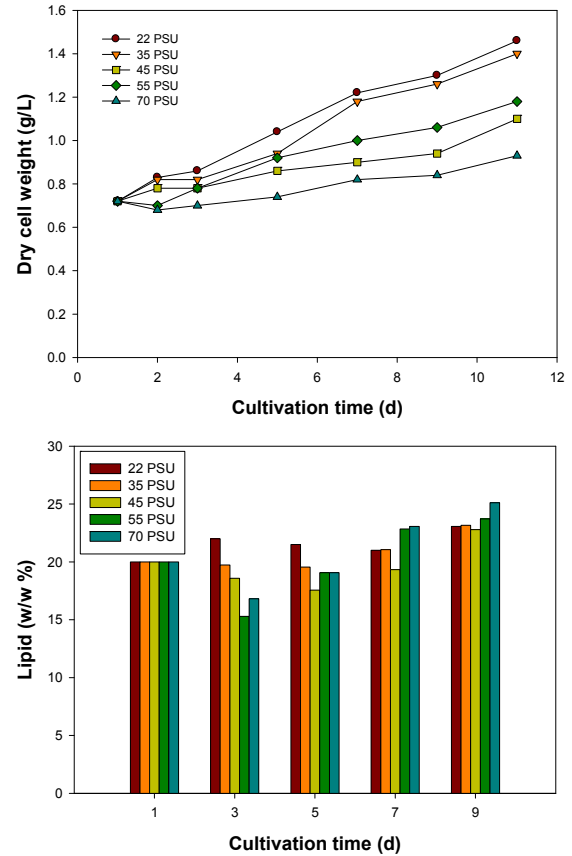 1.6
1.4
1.2
1.0
0.8
0.6
0.4
0.2
0.0
Dry cell weight (g/L)
22 PSU
35 PSU
45 PSU
55 PSU
70 PSU
0 2 4 6 8 10 12
Cultivation time (d)
30
25
20
15
10
5
0
Lipid (w/w %)
22 PSU
35 PSU
45 PSU
55 PSU
70 PSU
1 3 5 7 9
Cultivation time (d)